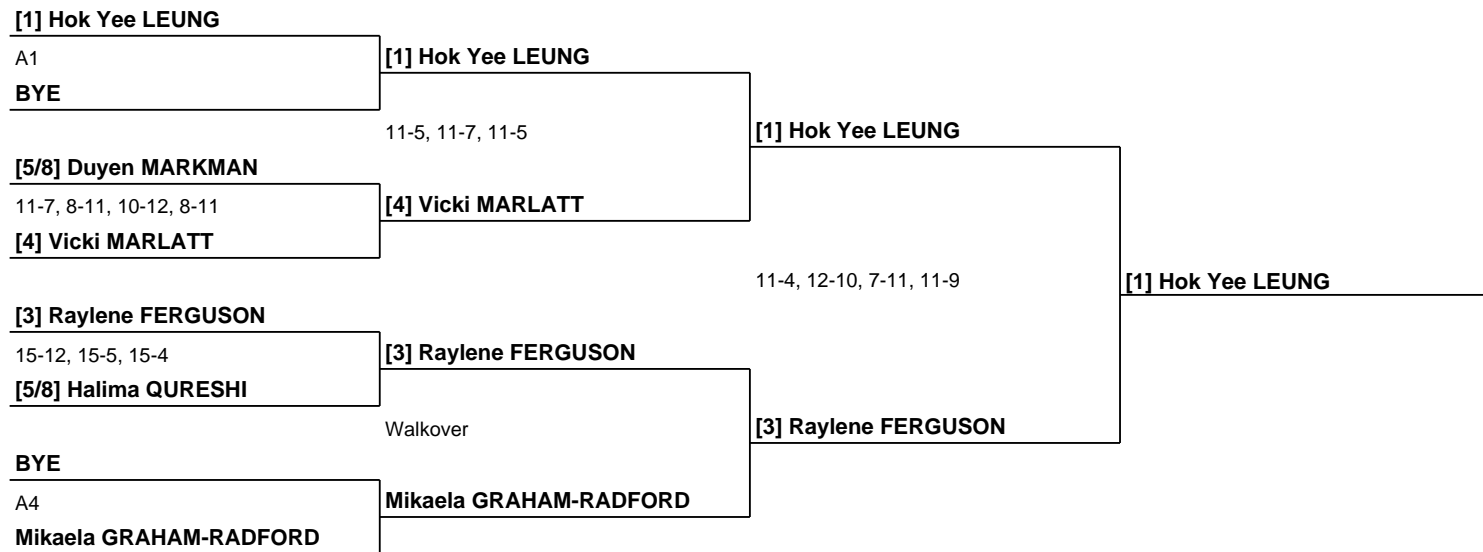 [1] Hok Yee LEUNG
A1
[1] Hok Yee LEUNG
BYE
11-5, 11-7, 11-5
[1] Hok Yee LEUNG
[5/8] Duyen MARKMAN
11-7, 8-11, 10-12, 8-11
[4] Vicki MARLATT
[4] Vicki MARLATT
11-4, 12-10, 7-11, 11-9
[1] Hok Yee LEUNG
[3] Raylene FERGUSON
15-12, 15-5, 15-4
[3] Raylene FERGUSON
[5/8] Halima QURESHI
Walkover
[3] Raylene FERGUSON
BYE
A4
Mikaela GRAHAM-RADFORD
Mikaela GRAHAM-RADFORD